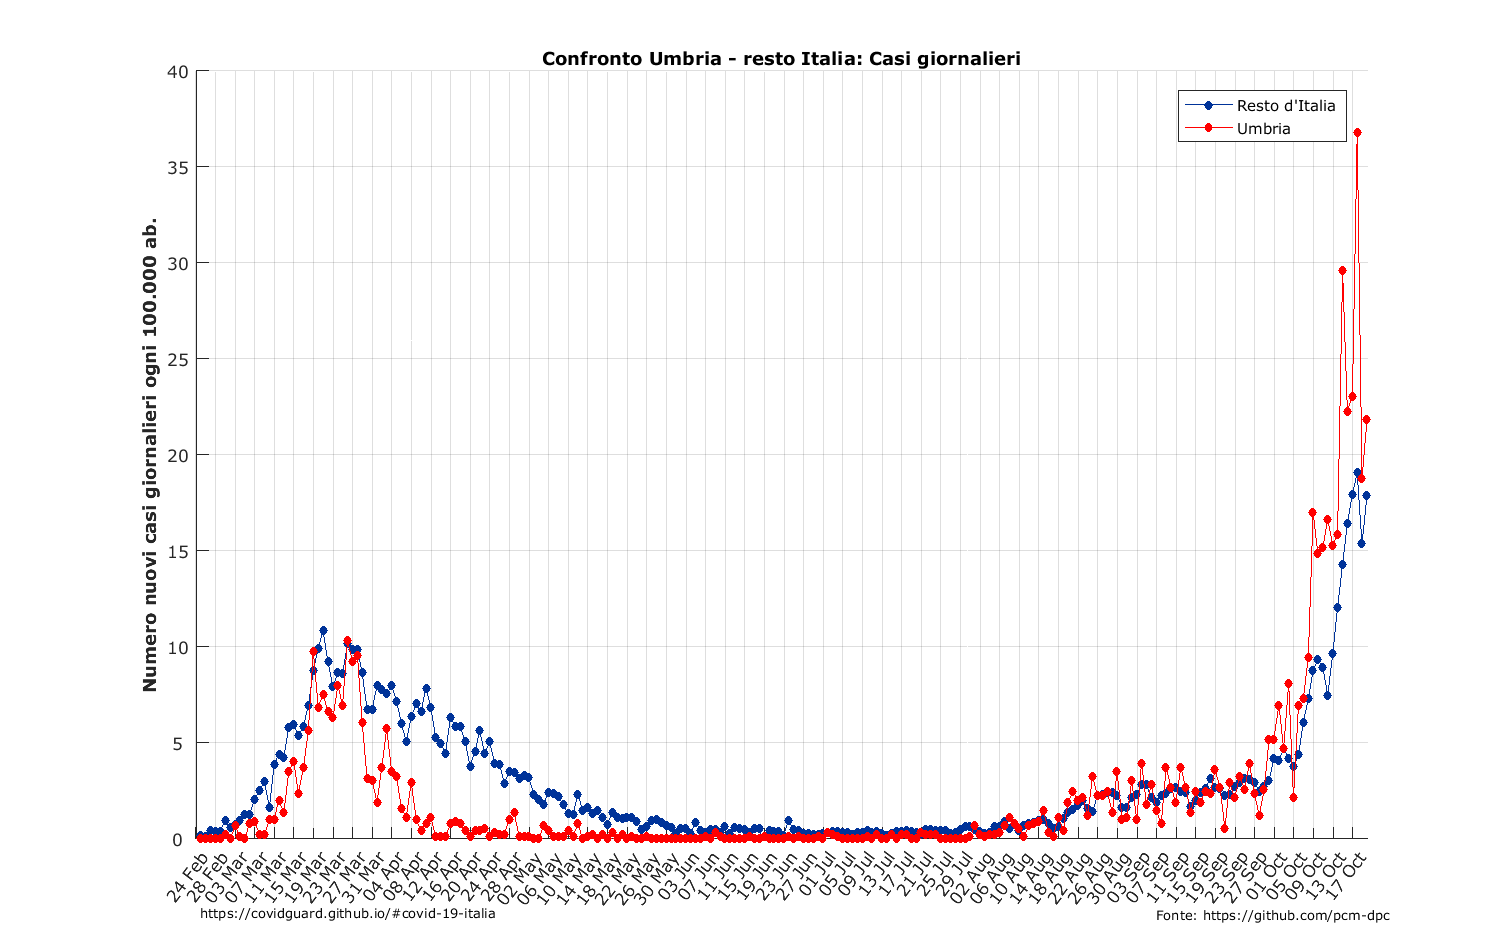 Confronto Umbria - resto Italia: Casi giornalieri
Resto d'Italia
Umbria
Numero nuovi casi giornalieri ogni 100.000 ab.
40
35
30
25
20
15
10
5
0
24 Feb
28 Feb
03 Mar
07 Mar
11 Mar
15 Mar
19 Mar
23 Mar
27 Mar
31 Mar
04 Apr
08 Apr
12 Apr
16 Apr
20 Apr
24 Apr
28 Apr
02 May
06 May
10 May
14 May
18 May
22 May
26 May
30 May
03 Jun
07 Jun
11 Jun
15 Jun
19 Jun
23 Jun
27 Jun
01 Jul
05 Jul
09 Jul
13 Jul
17 Jul
21 Jul
25 Jul
29 Jul
02 Aug
06 Aug
10 Aug
14 Aug
18 Aug
22 Aug
26 Aug
30 Aug
03 Sep
07 Sep
11 Sep
15 Sep
19 Sep
23 Sep
27 Sep
01 Oct
05 Oct
09 Oct
13 Oct
17 Oct
https://covidguard.github.io/#covid-19-italia
Fonte: https://github.com/pcm-dpc